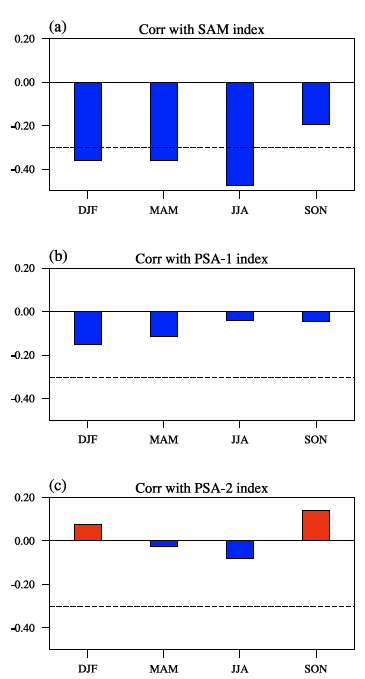 (a)
Corr with SAM index
0.20
0.00
-0.20
-0.40
DJF MAM JJA SON
(b)
Corr with PSA-1 index
0.20
0.00
-0.20
-0.40
DJF MAM JJA SON
(c)
Corr with PSA-2 index
0.20
0.00
-0.20
-0.40
DJF MAM JJA SON